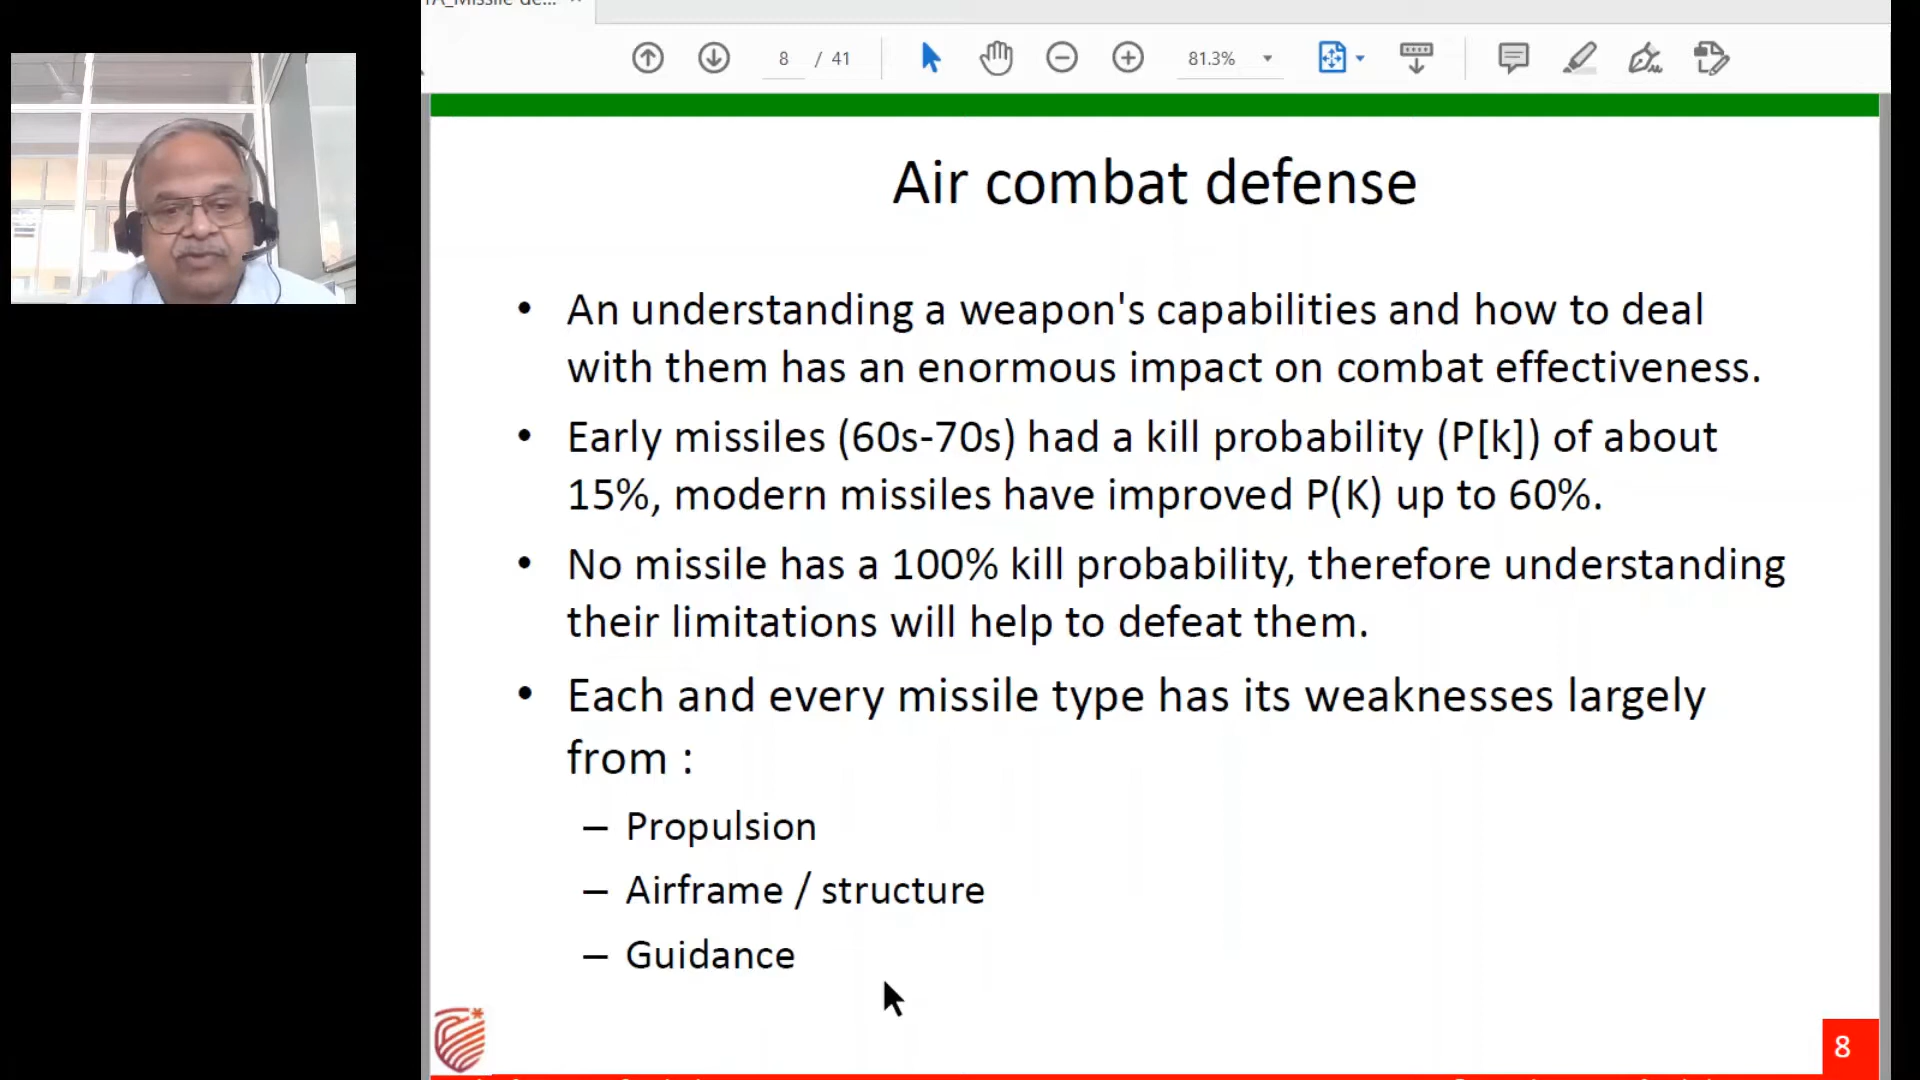 8 / 41
81.3%
Air combat defense
• An understanding a weapon's capabilities and how to deal
with them has an enormous impact on combat effectiveness.
• Early missiles (60s-70s) had a kill probability (P[k]) of about
15%, modern missiles have improved P(K) up to 60%.
• No missile has a 100% kill probability, therefore understanding
their limitations will help to defeat them.
• Each and every missile type has its weaknesses largely
from :
– Propulsion
– Airframe / structure
– Guidance
8